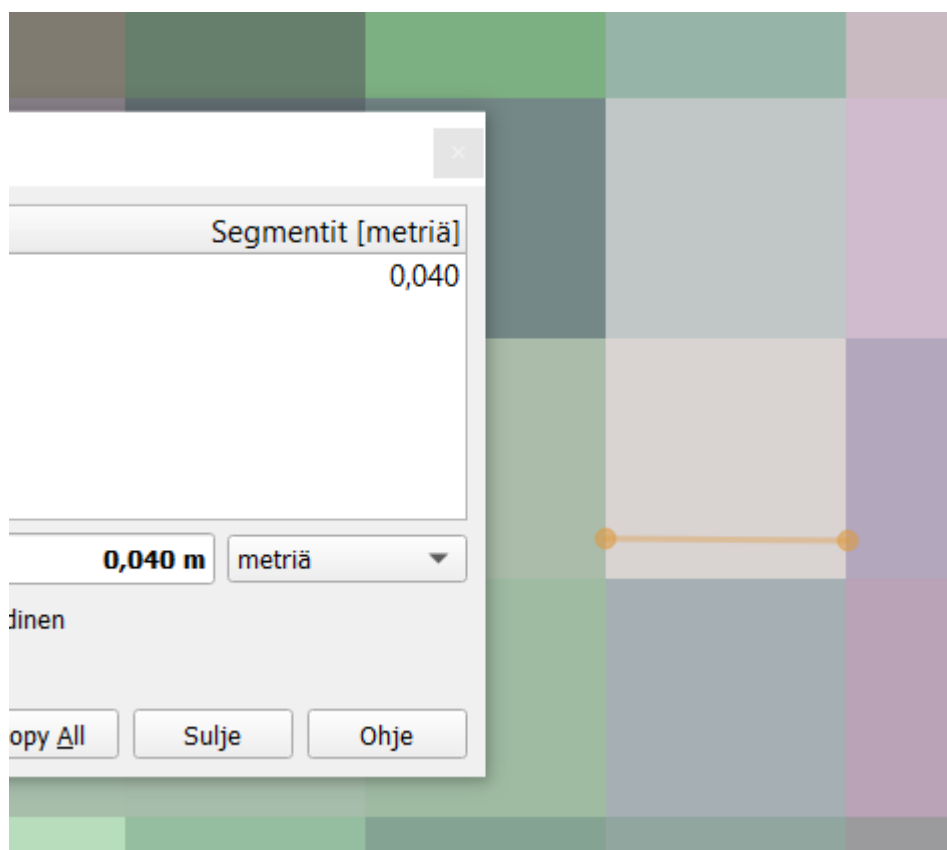 Segmentit [metriä]
0,040
0,040 m metriä
dinen
opy All Sulje Ohje